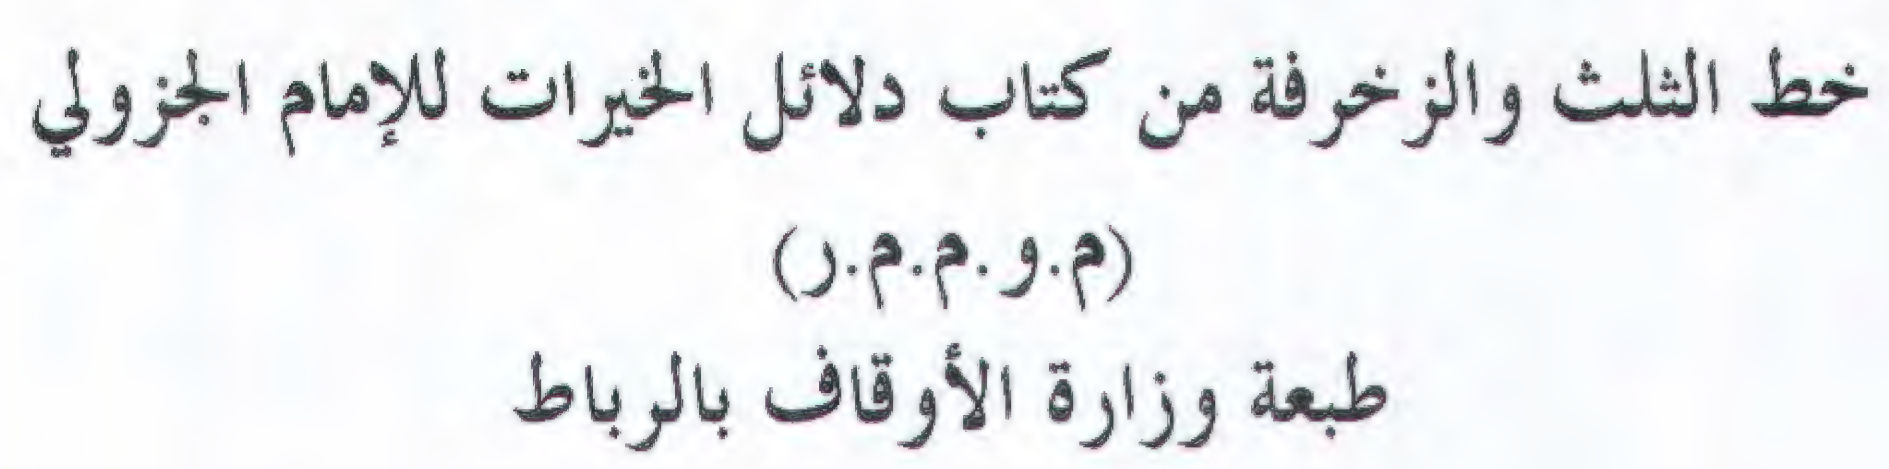 خط الثلث والزخرفة من كتاب دلائل الخيرات للإمام الجزولي
(م.و.م.م.ر)
طبعة وزارة الأوقاف بالرباط